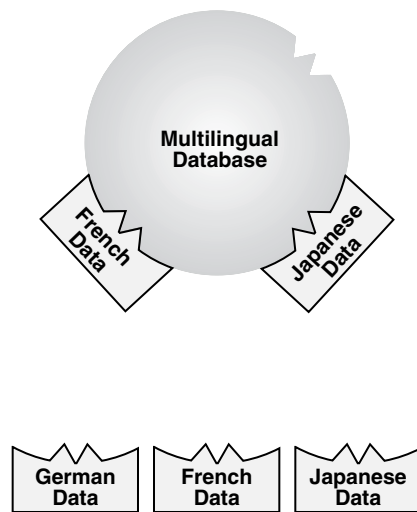 Multilingual
Database
French
Data
Japanese
Data
German
Data
French
Data
Japanese
Data